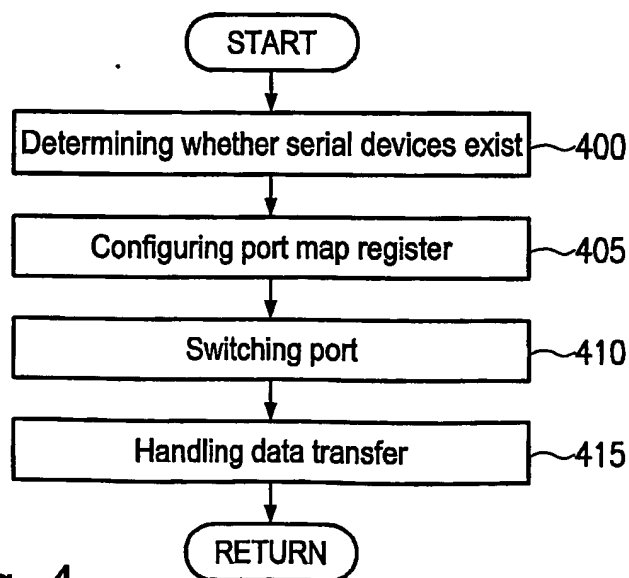 START
Determining whether serial devices exist 400
Configuring port map register 405
Switching port 410
Handling data transfer 415
RETURN